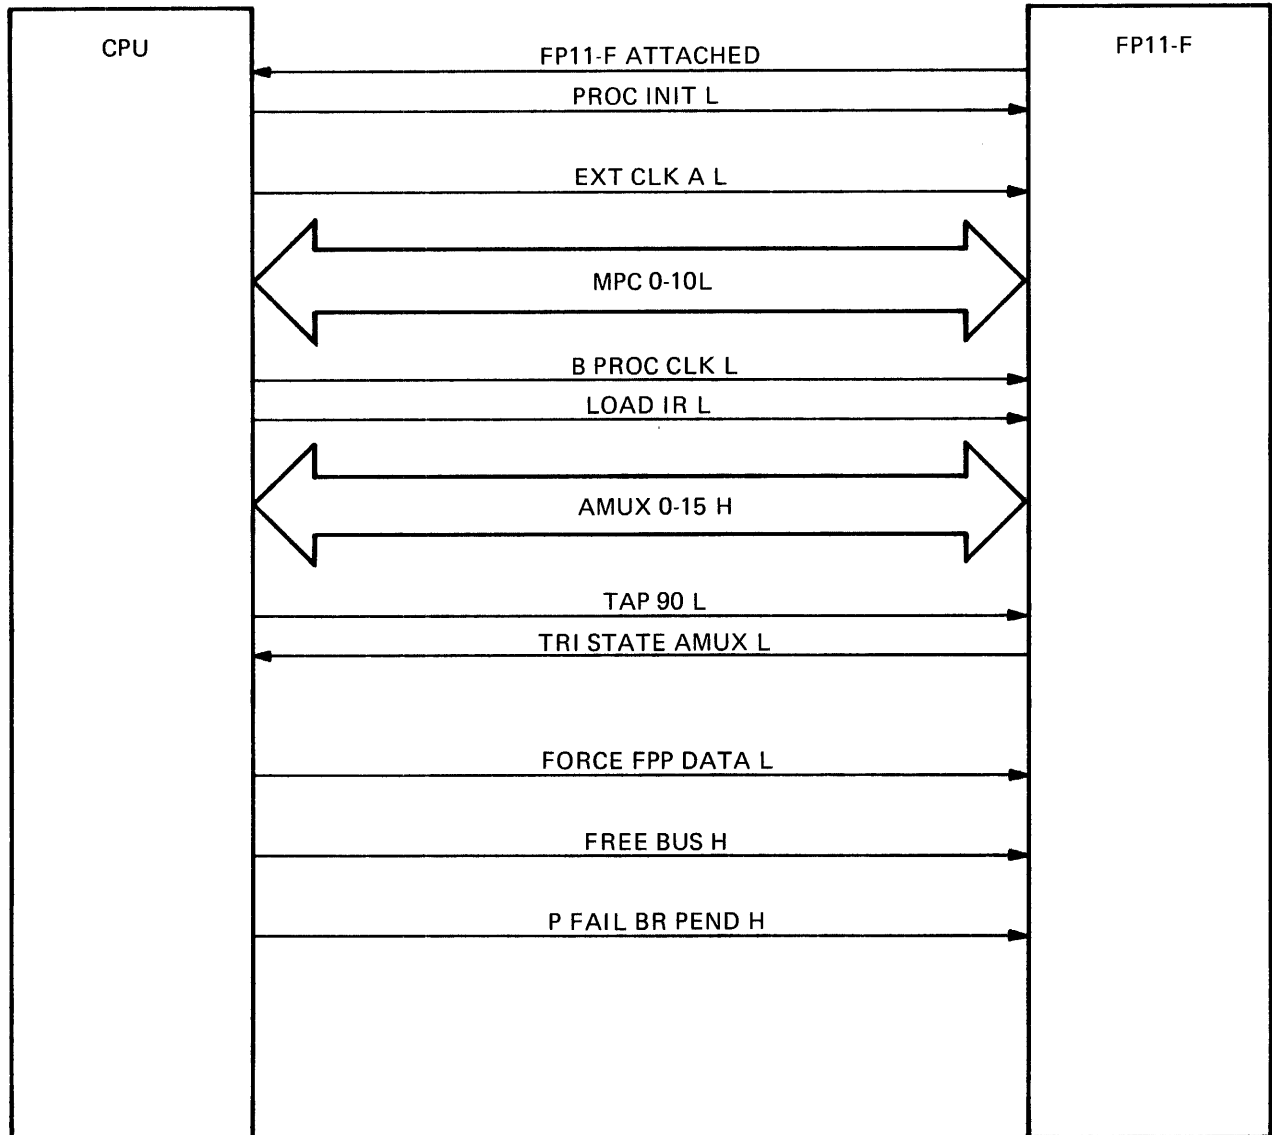 CPU
FP11-F
FP11-F ATTACHED
PROC INIT L
EXT CLK A L
MPC 0-10L
B PROC CLK L
LOAD IR L
AMUX 0-15 H
TAP 90 L
TRI STATE AMUX L
FORCE FPP DATA L
FREE BUS H
P FAIL BR PEND H